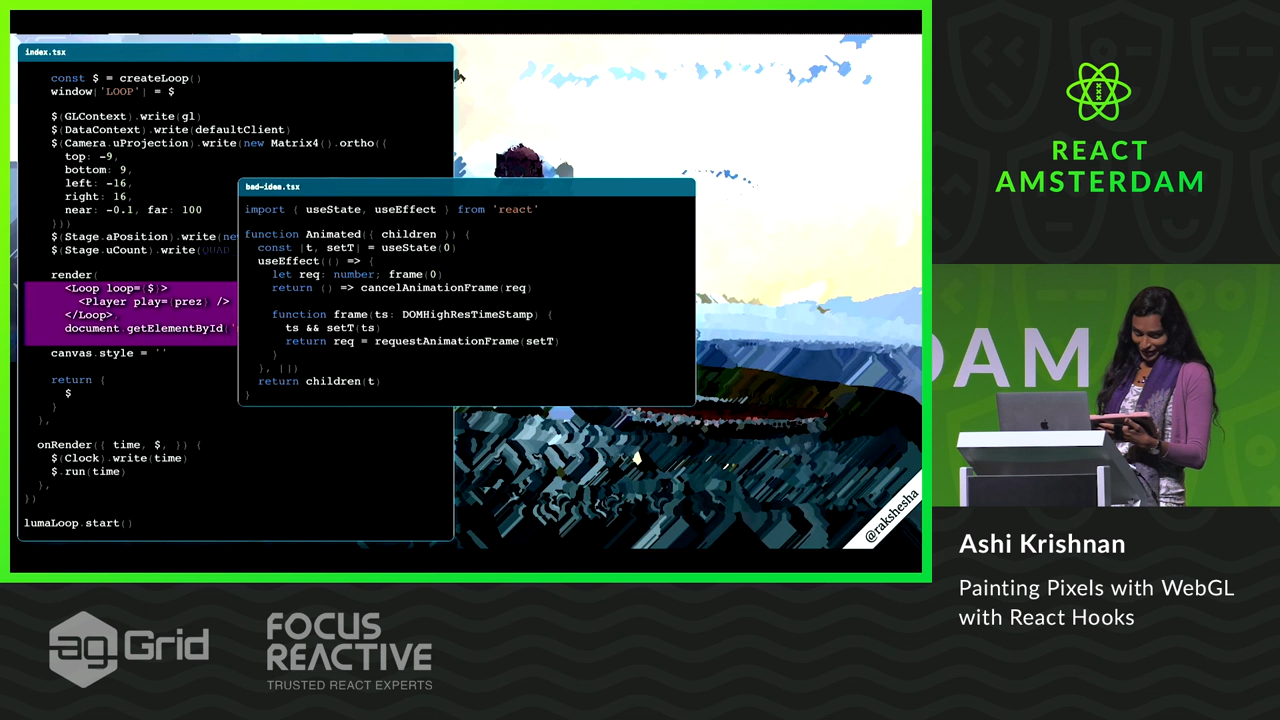 index.tsx
const $ = createLoop()
window['LOOP'] = $
$(GLContext).write(gl)
$(DataContext).write(defaultClient)
$(Camera.uProjection).write(new Matrix4().ortho({
top: -9,
bottom: 9,
left: -16,
right: 16,
near: -0.1, far: 100
}))
$(Stage.aPosition).write(new
$(Stage.uCount).write(QUAD
render(
<Loop loop={$}>
<Player play={prez} />
</Loop>,
document.getElementById('
canvas.style = ''
return {
$
}
},
onRender({ time, $, }) {
$(Clock).write(time)
$.run(time)
},
})
lumaLoop.start()
bad-idea.tsx
import { useState, useEffect } from 'react'
function Animated({ children }) {
const [t, setT] = useState(0)
useEffect(() => {
let req: number; frame(0)
return () => cancelAnimationFrame(req)
function frame(ts: DOMHighResTimeStamp) {
ts && setT(ts)
return req = requestAnimationFrame(setT)
}
}, [])
return children(t)
}
@rakshesha
REACT
AMSTERDAM
DAM
Ashi Krishnan
Painting Pixels with WebGL
with React Hooks
ag Grid
FOCUS
REACTIVE
TRUSTED REACT EXPERTS